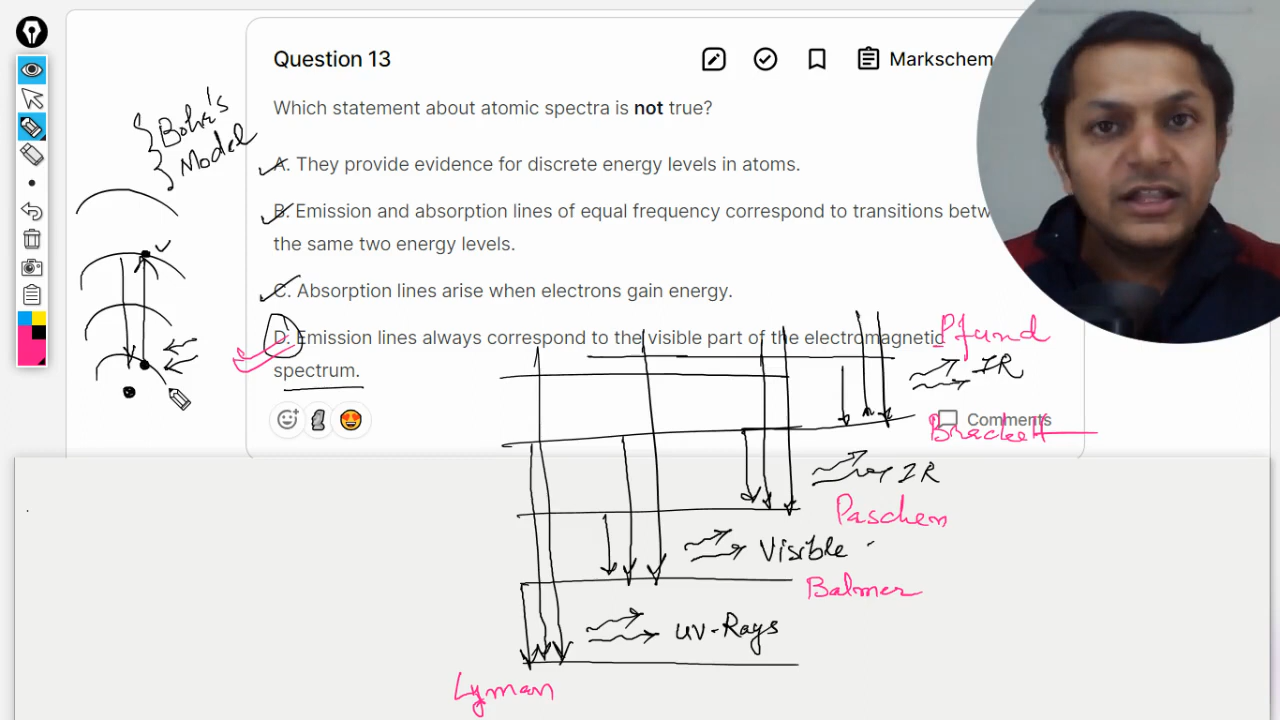 Question 13
Markschem
Which statement about atomic spectra is not true?
Bohr's
Model
A. They provide evidence for discrete energy levels in atoms.
B. Emission and absorption lines of equal frequency correspond to transitions betw
the same two energy levels.
C. Absorption lines arise when electrons gain energy.
D. Emission lines always correspond to the visible part of the electromagnetic
spectrum.
Pfund
IR
Comments
Brackett
IR
Paschen
Visible
Balmer
UV-Rays
Lyman